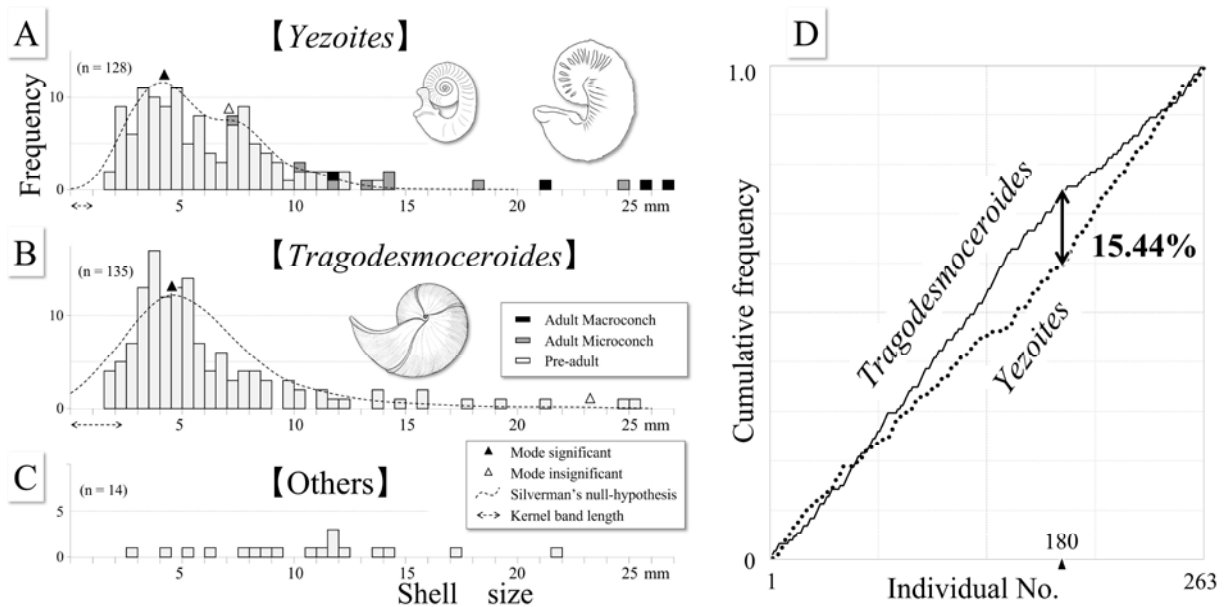 A
【Yezoites】
(n = 128)
Frequency
10
0
5 10 15 20 25 mm
B
【Tragodesmoceroides】
(n = 135)
10
0
Adult Macroconch
Adult Microconch
Pre-adult
5 10 15 20 25 mm
C
【Others】
(n = 14)
5
0
Mode significant
Mode insignificant
Silverman's null-hypothesis
Kernel band length
5 10 15 20 25 mm
Shell size
D
1.0
Cumulative frequency
0
Tragodesmoceroides
Yezoites
15.44%
180
1 263
Individual No.